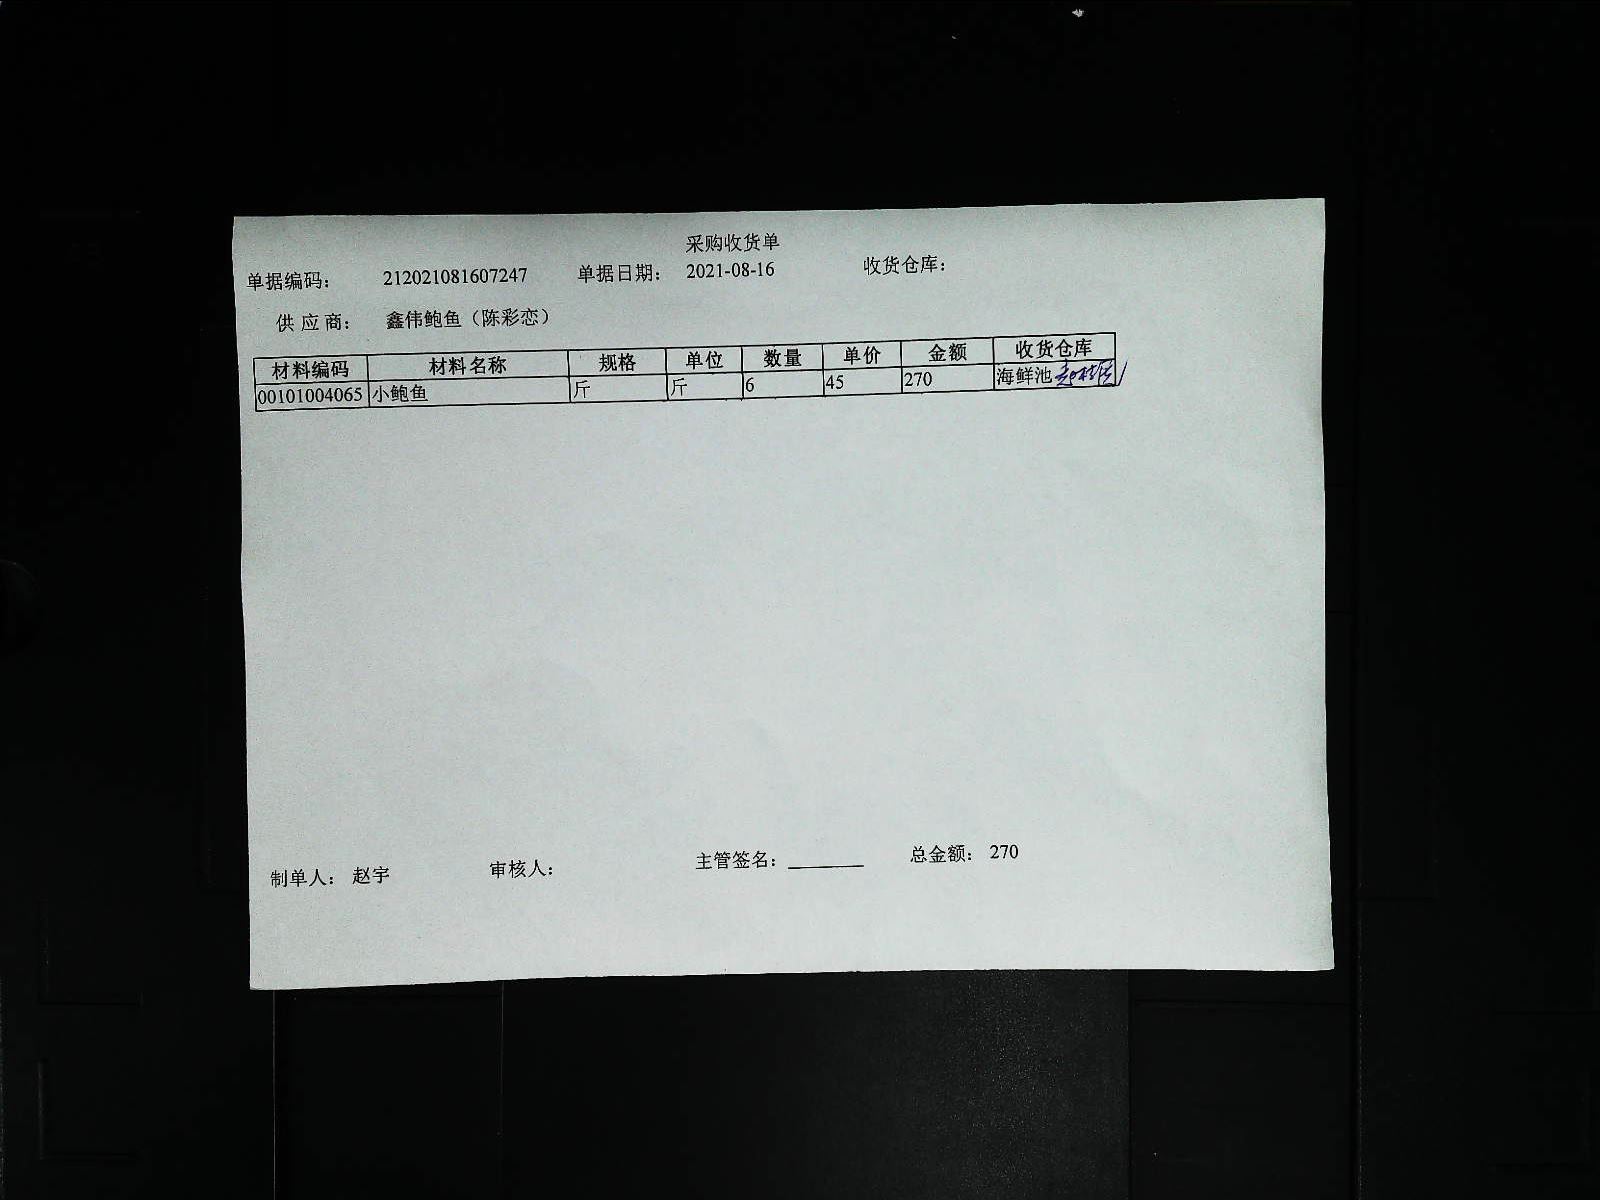 采购收货单
单据编码： 212021081607247 单据日期： 2021-08-16 收货仓库：
供应商： 鑫伟鲍鱼（陈彩恋）
材料编码 材料名称 规格 单位 数量 单价 金额 收货仓库
00101004065 小鲍鱼 斤 斤 6 45 270 海鲜池
制单人： 赵宇 审核人： 主管签名： 总金额： 270